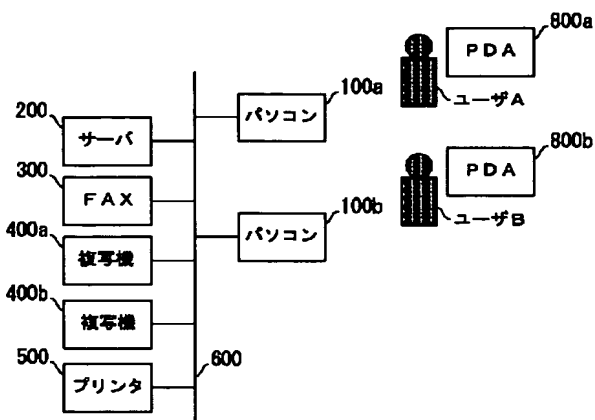 200
サーバ
300
FAX
400a
複写機
400b
複写機
500
プリンタ
600
100a
パソコン
100b
パソコン
800a
PDA
ユーザA
800b
PDA
ユーザB